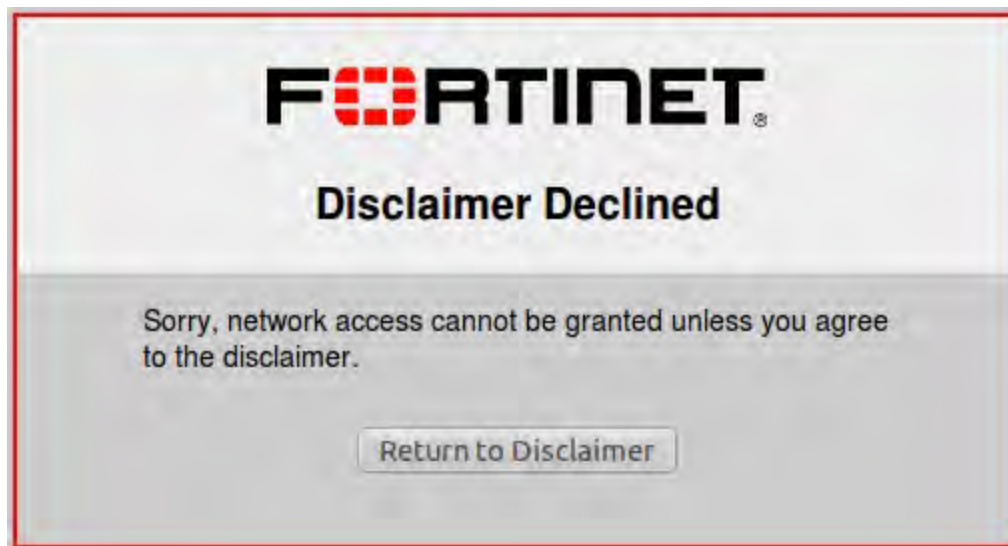 FORTINET®
Disclaimer Declined
Sorry, network access cannot be granted unless you agree
to the disclaimer.
Return to Disclaimer